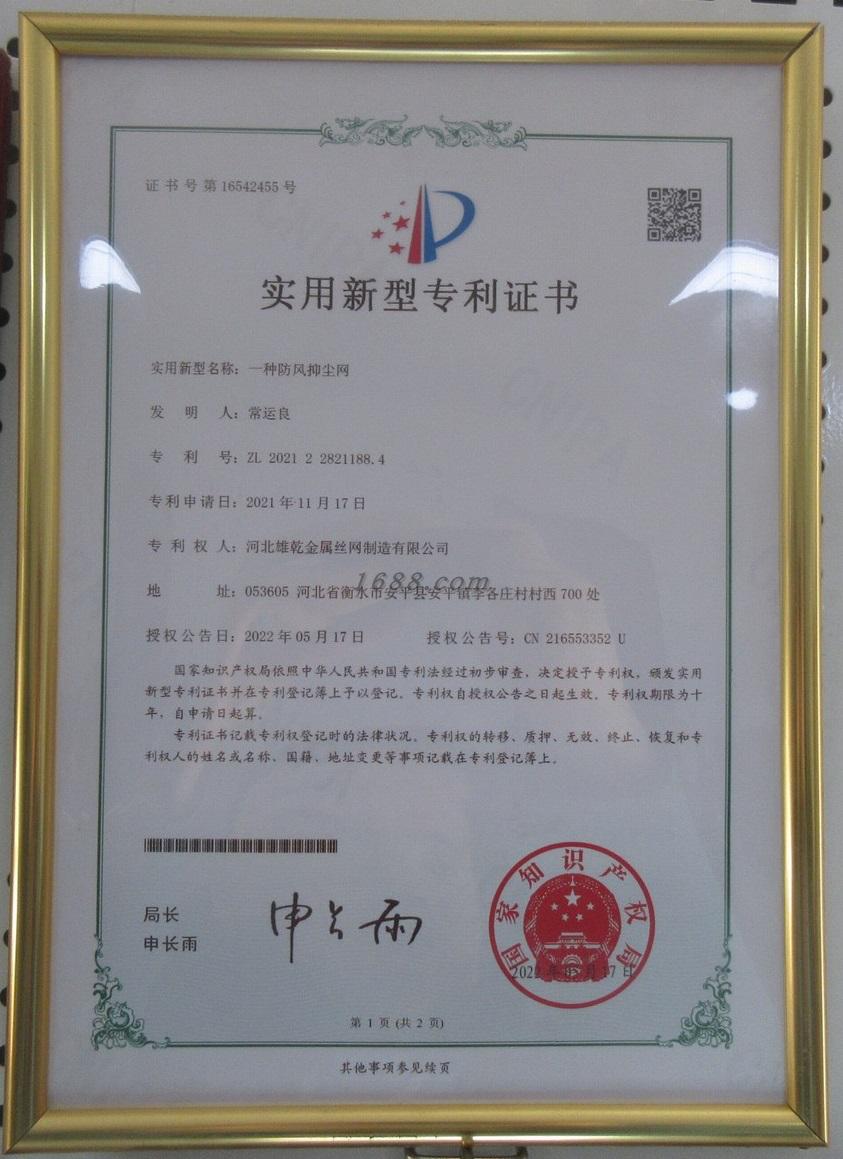 证书号第16542455号
实用新型专利证书
实用新型名称：一种防风抑尘网
发明人：常运良
专利号：ZL 2021 2 2821188.4
专利申请日：2021年11月17日
专利权人：河北雄乾金属丝网制造有限公司
1688.com
地址：053605 河北省衡水市安平县安平镇李各庄村村西700处
授权公告日：2022年05月17日 授权公告号：CN 216553352 U
国家知识产权局依照中华人民共和国专利法经过初步审查，决定授予专利权，颁发实用
新型专利证书并在专利登记簿上予以登记。专利权自授权公告之日起生效。专利权期限为十
年，自申请日起算。
专利证书记载专利权登记时的法律状况。专利权的转移、质押、无效、终止、恢复和专
利权人的姓名或名称、国籍、地址变更等事项记载在专利登记簿上。
局长
申长雨
申长雨
国家知识产权局
2022年05月17日
第 1 页 (共 2 页)
其他事项参见续页